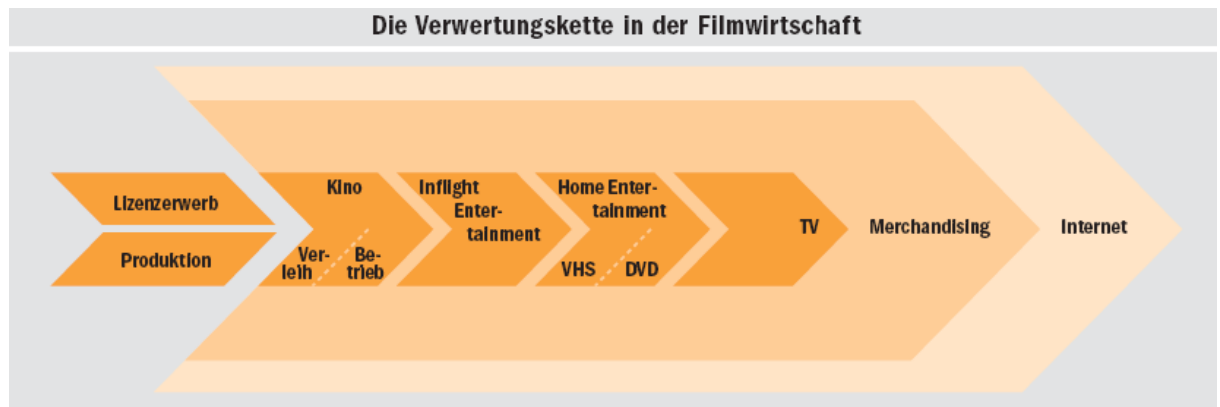 Die Verwertungskette in der Filmwirtschaft
Lizenzerwerb
Produktion
Kino
Ver-
leih
Be-
trieb
Inflight
Enter-
tainment
Home Enter-
tainment
VHS
DVD
TV
Merchandising
Internet